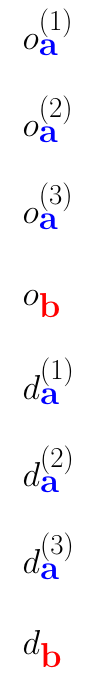 o_a^(1)
o_a^(2)
o_a^(3)
o_b
d_a^(1)
d_a^(2)
d_a^(3)
d_b